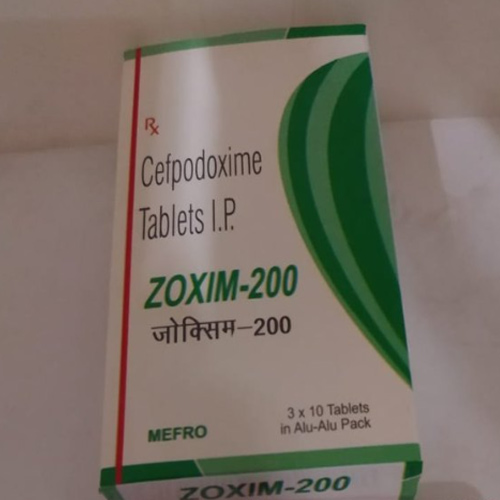 Rx
Cefpodoxime
Tablets I.P.
ZOXIM-200
जोक्सिम-200
3 x 10 Tablets
in Alu-Alu Pack
MEFRO
ZOXIM-200